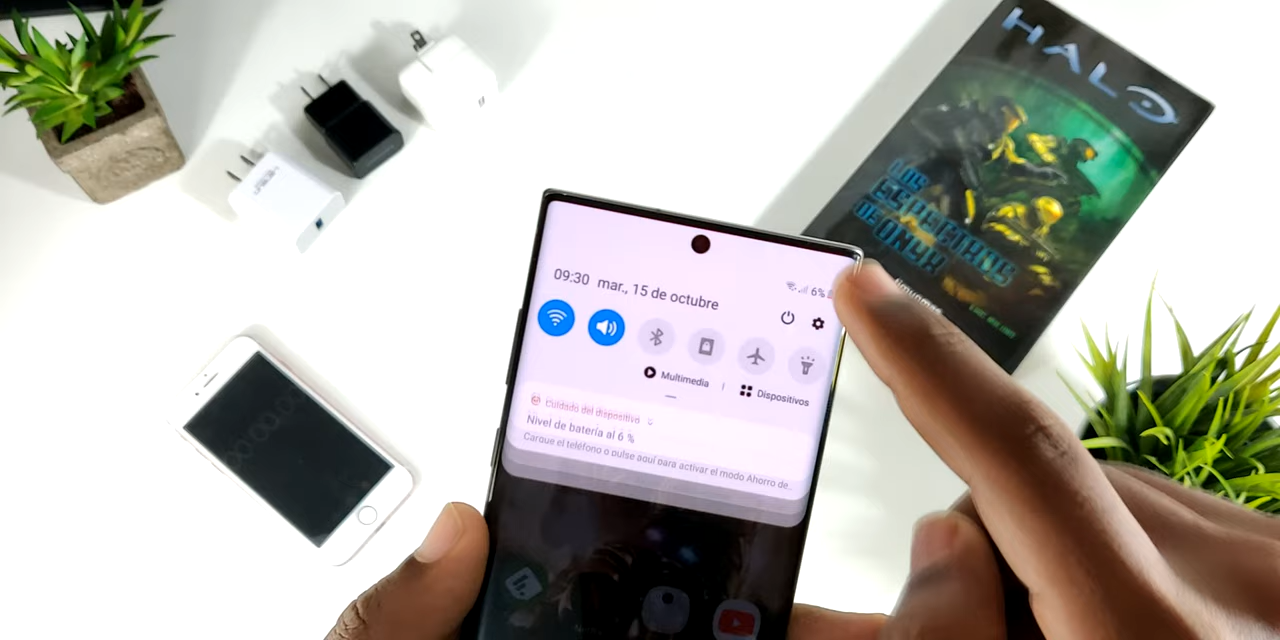 HALO
LOS
ESPECTROS
DE ONYX
09:30 mar., 15 de octubre
6%
Multimedia | Dispositivos
Cuidado del dispositivo
Nivel de batería al 6 %
Cargue el teléfono o pulse aquí para activar el modo Ahorro de..